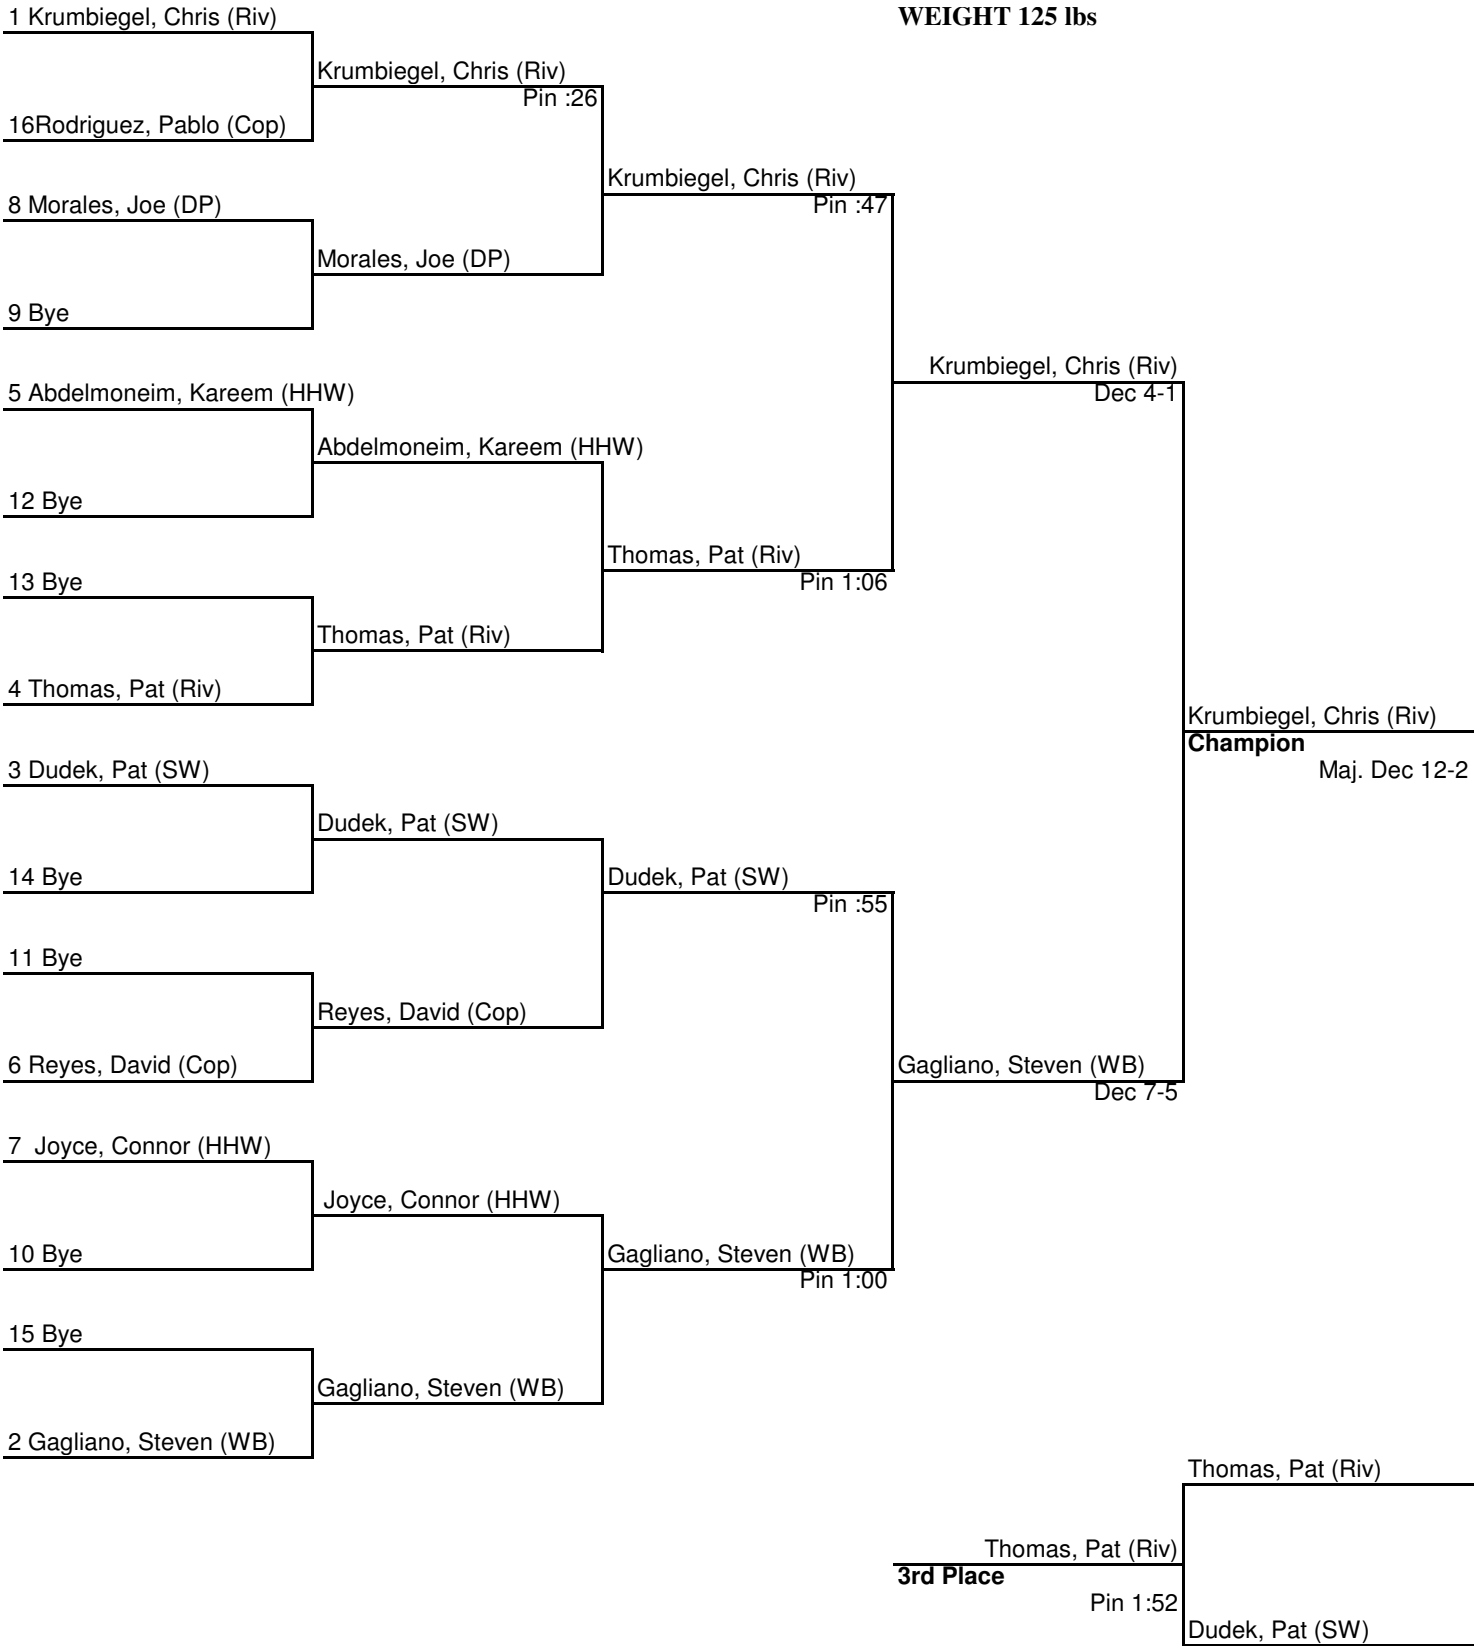 1 Krumbiegel, Chris (Riv)
WEIGHT 125 lbs
Krumbiegel, Chris (Riv)
Pin :26
16Rodriguez, Pablo (Cop)
Krumbiegel, Chris (Riv)
Pin :47
8 Morales, Joe (DP)
Morales, Joe (DP)
9 Bye
Krumbiegel, Chris (Riv)
Dec 4-1
5 Abdelmoneim, Kareem (HHW)
Abdelmoneim, Kareem (HHW)
12 Bye
Thomas, Pat (Riv)
Pin 1:06
13 Bye
Thomas, Pat (Riv)
4 Thomas, Pat (Riv)
Krumbiegel, Chris (Riv)
Champion
Maj. Dec 12-2
3 Dudek, Pat (SW)
Dudek, Pat (SW)
14 Bye
Dudek, Pat (SW)
Pin :55
11 Bye
Reyes, David (Cop)
6 Reyes, David (Cop)
Gagliano, Steven (WB)
Dec 7-5
7 Joyce, Connor (HHW)
Joyce, Connor (HHW)
10 Bye
Gagliano, Steven (WB)
Pin 1:00
15 Bye
Gagliano, Steven (WB)
2 Gagliano, Steven (WB)
Thomas, Pat (Riv)
Thomas, Pat (Riv)
3rd Place
Pin 1:52
Dudek, Pat (SW)